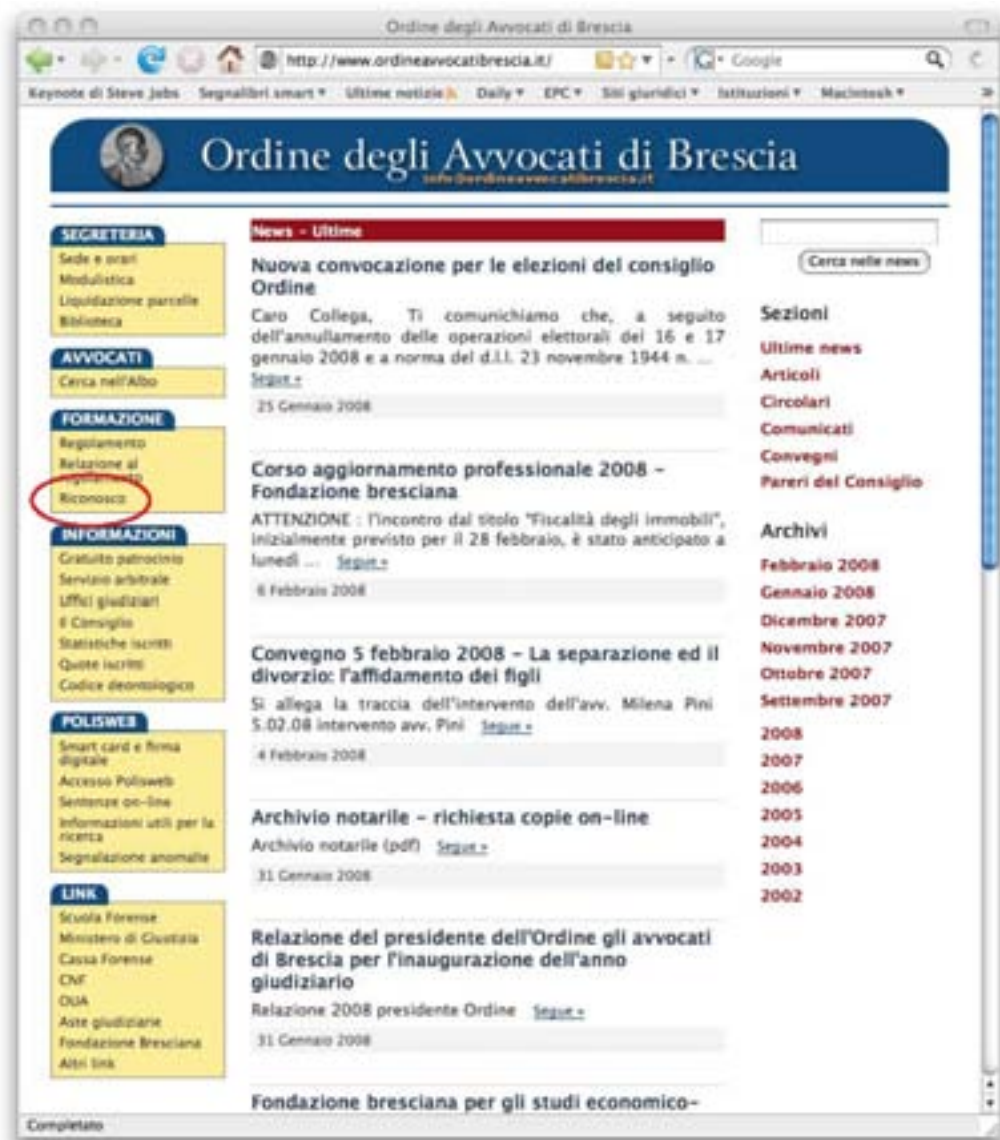 Ordine degli Avvocati di Brescia
http://www.ordineavvocatibrescia.it/
Google
Keynote di Steve Jobs Segnalibri smart Ultime notizie Daily EPC Siti giuridici Istituzioni Macintosh
Ordine degli Avvocati di Brescia
info@ordineavvocatibrescia.it
SEGRETERIA
Sede e orari
Modulistica
Liquidazione parcelle
Biblioteca
AVVOCATI
Cerca nell'Albo
FORMAZIONE
Regolamento
Relazione al
regolamento
Riconosco
INFORMAZIONI
Gratuito patrocinio
Servizio arbitrale
Uffici giudiziari
Il Consiglio
Statistiche iscritti
Quote iscritti
Codice deontologico
POLISWEB
Smart card e firma
digitale
Accesso Polisweb
Sentenze on-line
Informazioni utili per la
ricerca
Segnalazione anomalie
LINK
Scuola Forense
Ministero di Giustizia
Cassa Forense
CNF
OUA
Aste giudiziarie
Fondazione Bresciana
Altri link
News - Ultime
Nuova convocazione per le elezioni del consiglio
Ordine
Caro Collega, Ti comunichiamo che, a seguito
dell'annullamento delle operazioni elettorali del 16 e 17
gennaio 2008 e a norma del d.l.l. 23 novembre 1944 n. ...
Segue »
25 Gennaio 2008
Corso aggiornamento professionale 2008 -
Fondazione bresciana
ATTENZIONE : l'incontro dal titolo "Fiscalità degli immobili",
inizialmente previsto per il 28 febbraio, è stato anticipato a
lunedì ... Segue »
6 Febbraio 2008
Convegno 5 febbraio 2008 - La separazione ed il
divorzio: l'affidamento dei figli
Si allega la traccia dell'intervento dell'avv. Milena Pini
5.02.08 intervento avv. Pini Segue »
4 Febbraio 2008
Archivio notarile - richiesta copie on-line
Archivio notarile (pdf) Segue »
31 Gennaio 2008
Relazione del presidente dell'Ordine gli avvocati
di Brescia per l'inaugurazione dell'anno
giudiziario
Relazione 2008 presidente Ordine Segue »
31 Gennaio 2008
Fondazione bresciana per gli studi economico-
Cerca nelle news
Sezioni
Ultime news
Articoli
Circolari
Comunicati
Convegni
Pareri del Consiglio
Archivi
Febbraio 2008
Gennaio 2008
Dicembre 2007
Novembre 2007
Ottobre 2007
Settembre 2007
2008
2007
2006
2005
2004
2003
2002
Completato